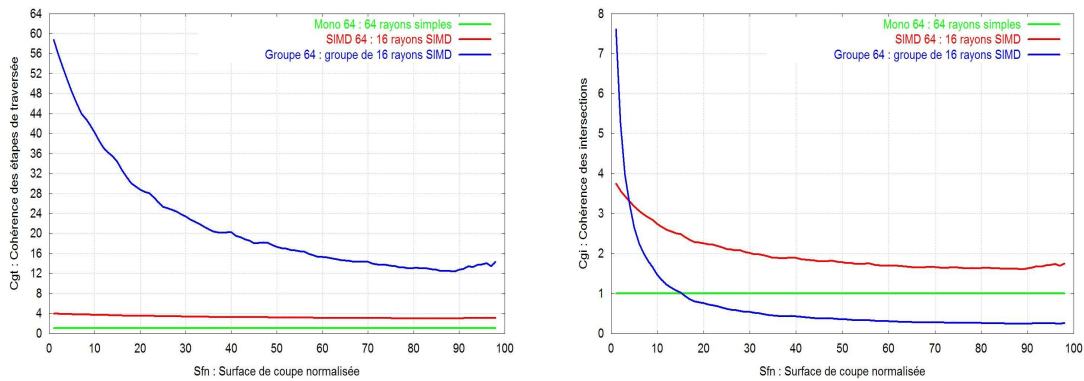 Cgt : Cohérence des étapes de traversée
64
60
56
52
48
44
40
36
32
28
24
20
16
12
8
4
0
Mono 64 : 64 rayons simples
SIMD 64 : 16 rayons SIMD
Groupe 64 : groupe de 16 rayons SIMD
0 10 20 30 40 50 60 70 80 90 100
Sfn : Surface de coupe normalisée
Cgi : Cohérence des intersections
8
7
6
5
4
3
2
1
0
Mono 64 : 64 rayons simples
SIMD 64 : 16 rayons SIMD
Groupe 64 : groupe de 16 rayons SIMD
0 10 20 30 40 50 60 70 80 90 100
Sfn : Surface de coupe normalisée